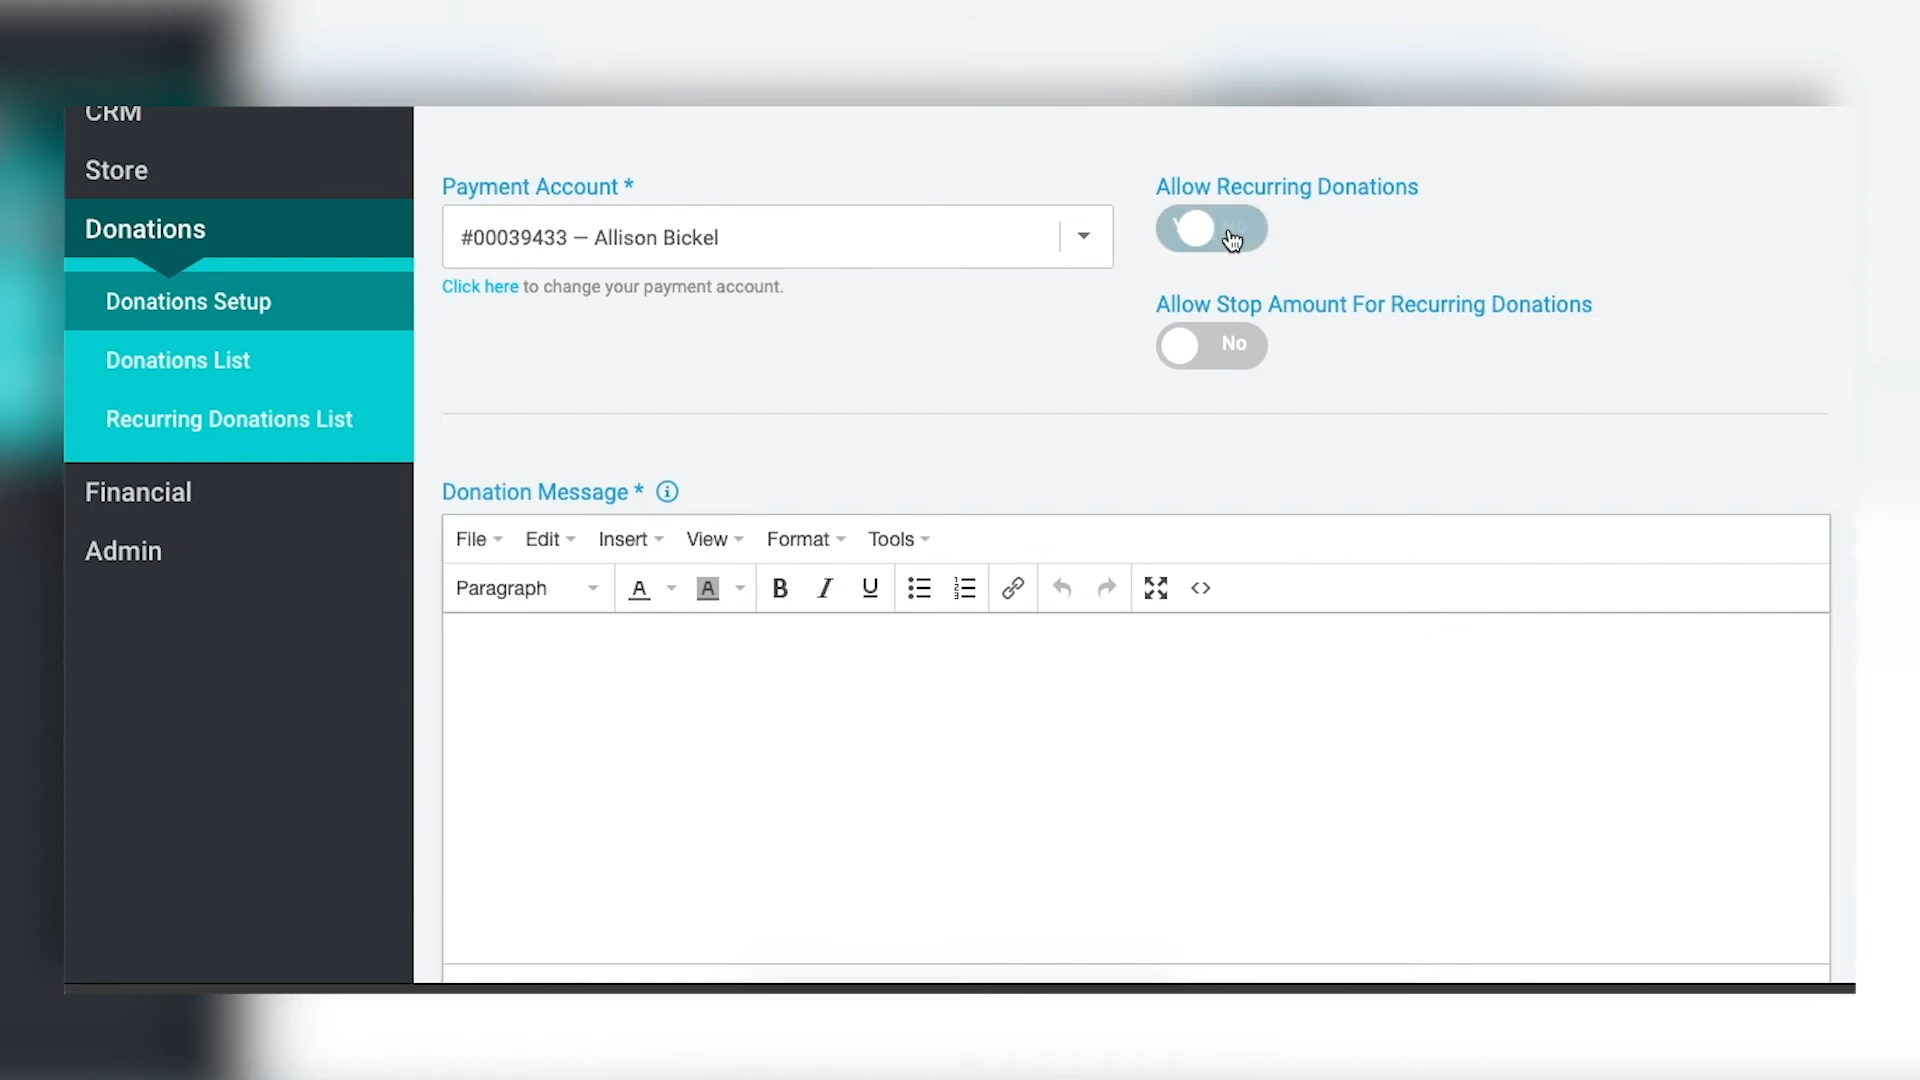 CRM
Store
Donations
Donations Setup
Donations List
Recurring Donations List
Financial
Admin
Payment Account *
#00039433 — Allison Bickel
Click here to change your payment account.
Allow Recurring Donations
No
Allow Stop Amount For Recurring Donations
No
Donation Message *
File Edit Insert View Format Tools
Paragraph A A B I U